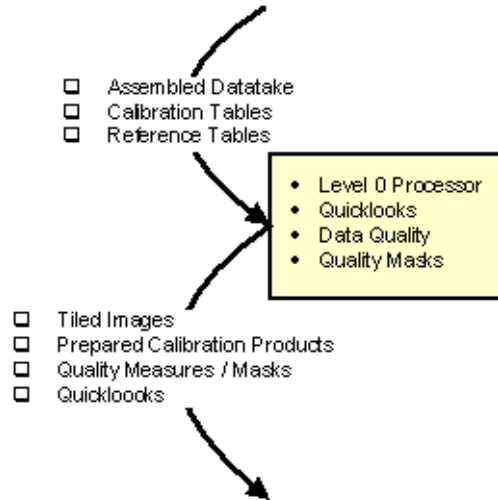 Assembled Datatake
Calibration Tables
Reference Tables
Level 0 Processor
Quicklooks
Data Quality
Quality Masks
Tiled Images
Prepared Calibration Products
Quality Measures / Masks
Quickloooks